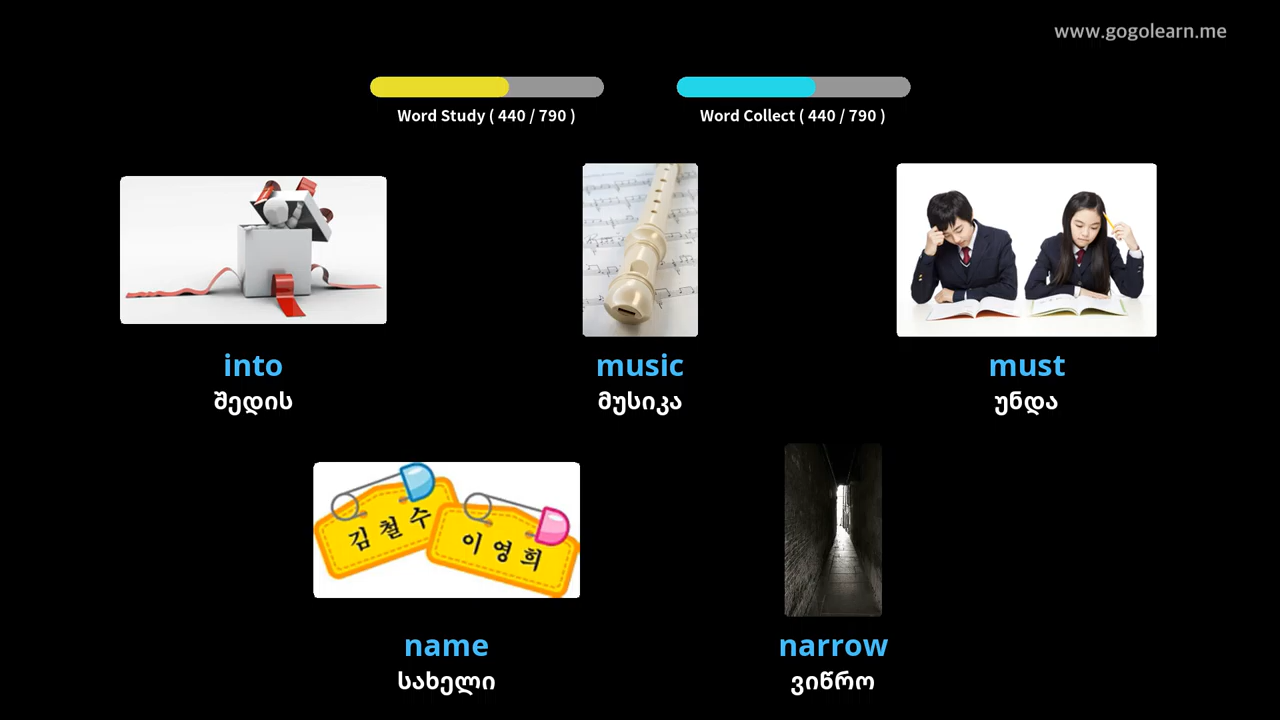 www.gogolearn.me
Word Study ( 440 / 790 )
Word Collect ( 440 / 790 )
into
შედის
music
მუსიკა
must
უნდა
김철수
이영희
name
სახელი
narrow
ვიწრო